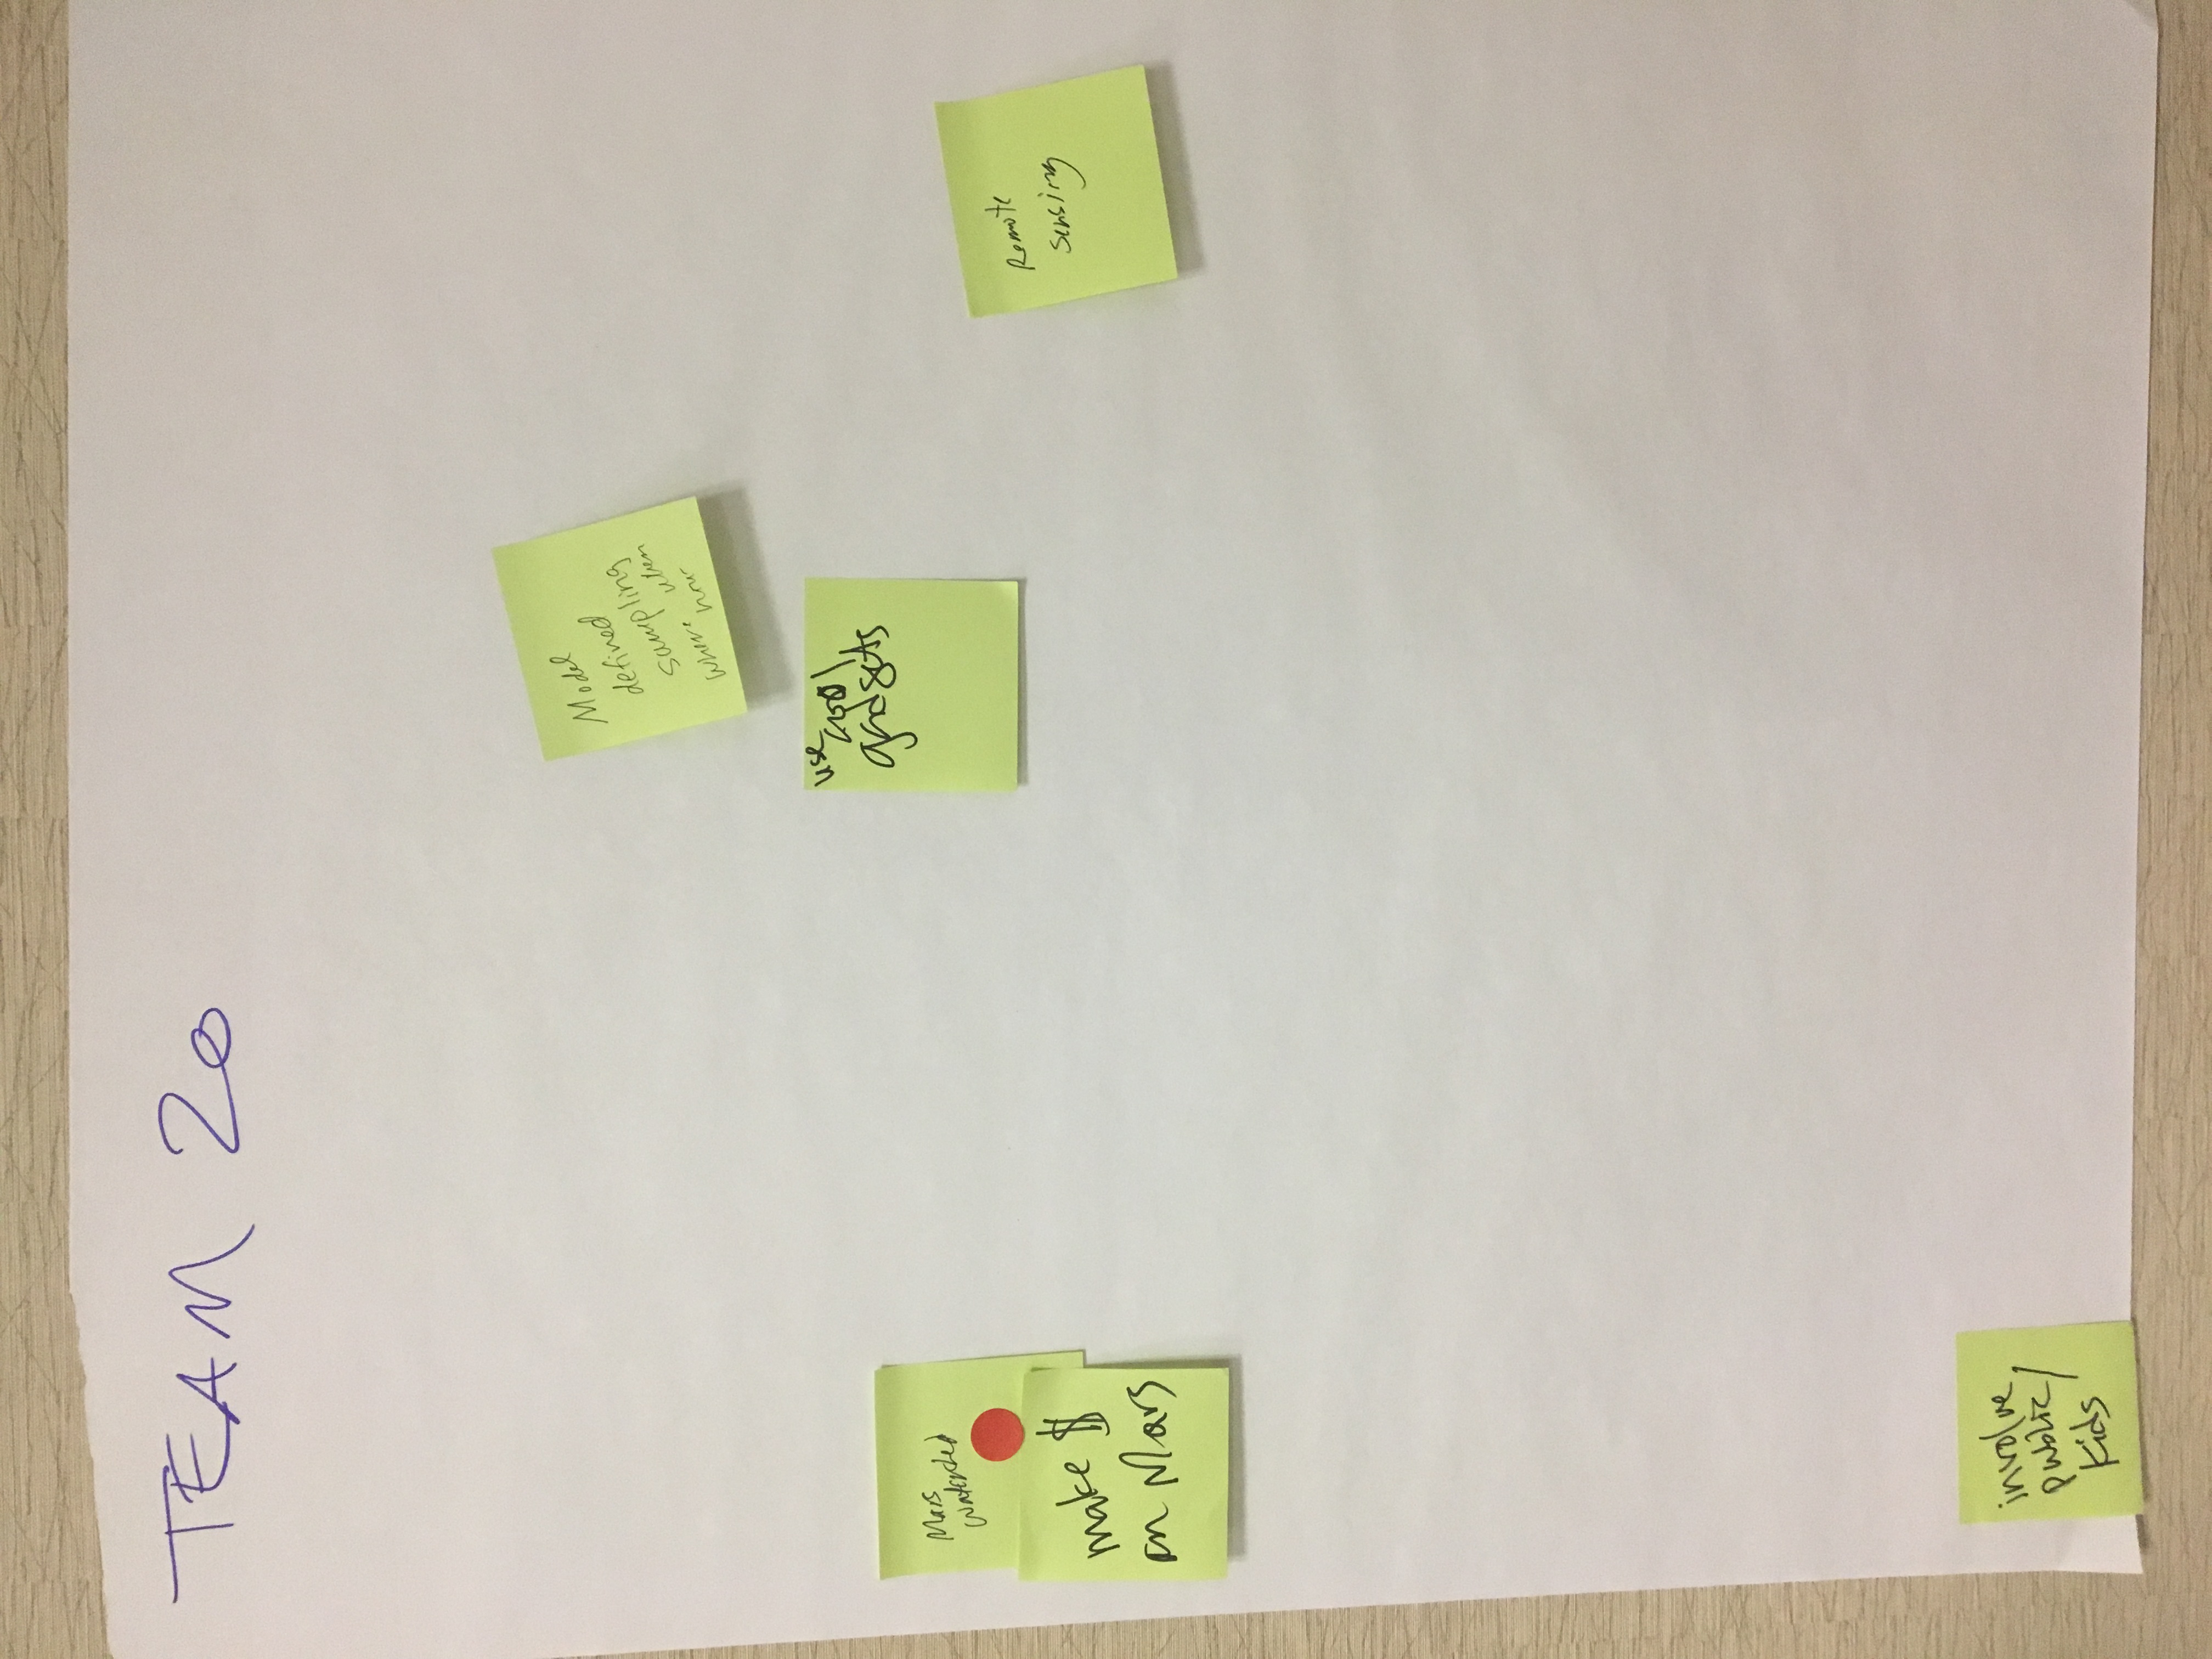 TEAM 20
Model
defined
sampling
where when
how
use cool
gadgets
Mars
Watershed
make $
on Mars
Remote
sensing
involve
public/
kids